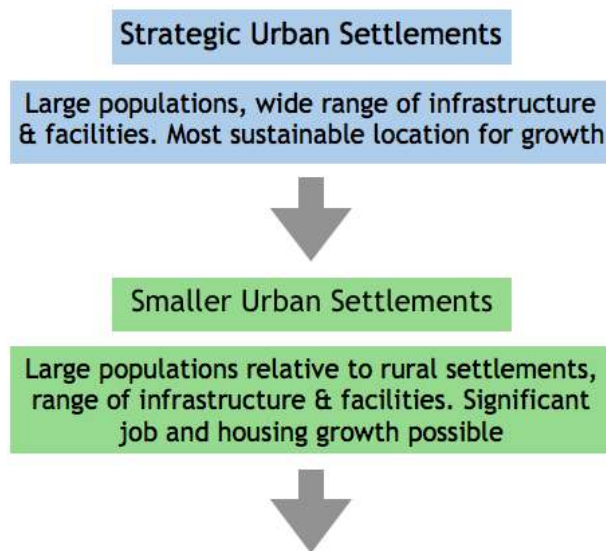 Strategic Urban Settlements
Large populations, wide range of infrastructure
& facilities. Most sustainable location for growth
Smaller Urban Settlements
Large populations relative to rural settlements,
range of infrastructure & facilities. Significant
job and housing growth possible